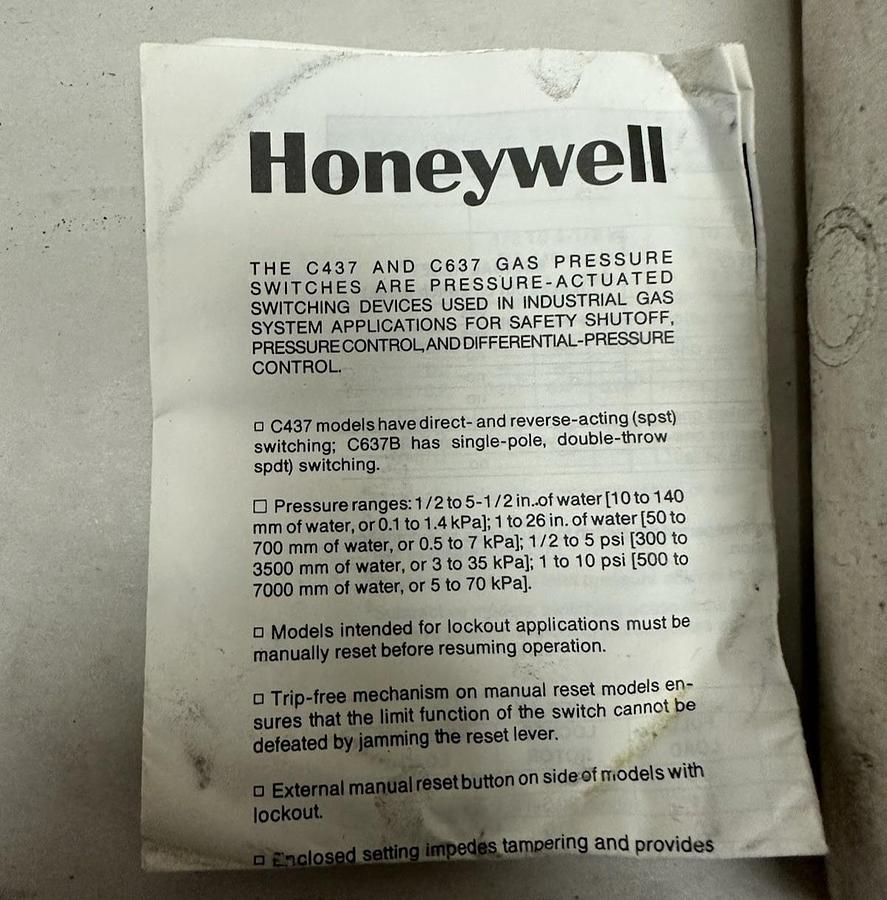 Honeywell
THE C437 AND C637 GAS PRESSURE
SWITCHES ARE PRESSURE-ACTUATED
SWITCHING DEVICES USED IN INDUSTRIAL GAS
SYSTEM APPLICATIONS FOR SAFETY SHUTOFF,
PRESSURE CONTROL, AND DIFFERENTIAL-PRESSURE
CONTROL.
□ C437 models have direct- and reverse-acting (spst)
switching; C637B has single-pole, double-throw
spdt) switching.
□ Pressure ranges: 1/2 to 5-1/2 in..of water [10 to 140
mm of water, or 0.1 to 1.4 kPa]; 1 to 26 in. of water [50 to
700 mm of water, or 0.5 to 7 kPa]; 1/2 to 5 psi [300 to
3500 mm of water, or 3 to 35 kPa]; 1 to 10 psi [500 to
7000 mm of water, or 5 to 70 kPa].
□ Models intended for lockout applications must be
manually reset before resuming operation.
□ Trip-free mechanism on manual reset models en-
sures that the limit function of the switch cannot be
defeated by jamming the reset lever.
□ External manual reset button on side of models with
lockout.
□ Enclosed setting impedes tampering and provides